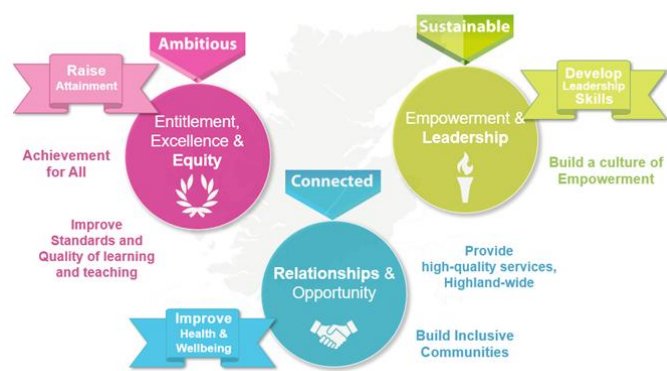 Ambitious
Raise
Attainment
Entitlement,
Excellence &
Equity
Achievement
for All
Improve
Standards and
Quality of learning
and teaching
Sustainable
Develop
Leadership
Skills
Empowerment &
Leadership
Build a culture of
Empowerment
Connected
Relationships &
Opportunity
Improve
Health &
Wellbeing
Provide
high-quality services,
Highland-wide
Build Inclusive
Communities